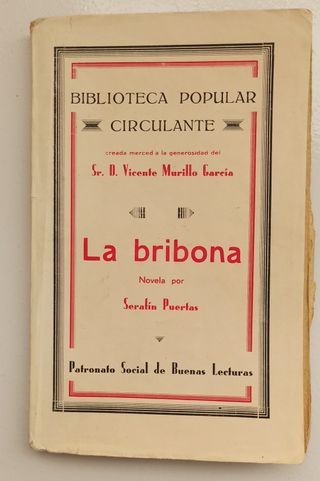 BIBLIOTECA POPULAR
CIRCULANTE
creada merced a la generosidad del
Sr. D. Vicente Murillo García
La bribona
Novela por
Serafín Puertas
Patronato Social de Buenas Lecturas